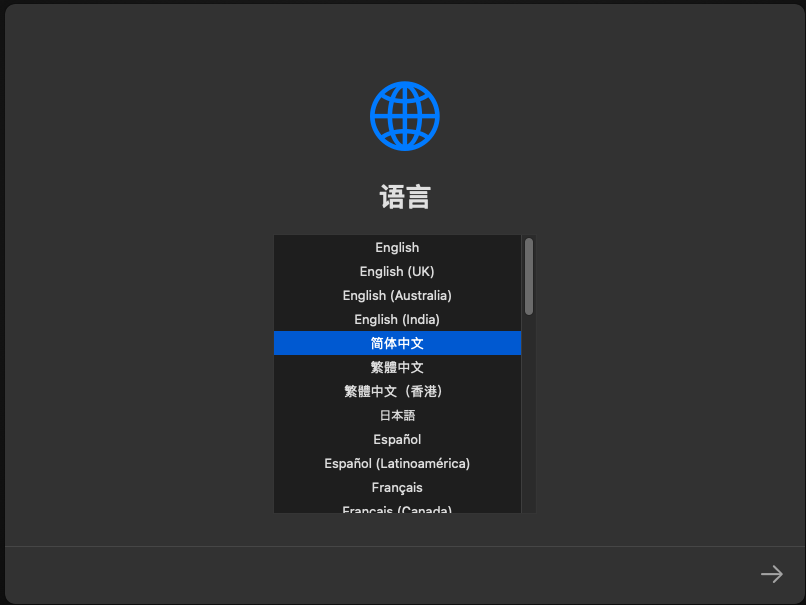 语言
English
English (UK)
English (Australia)
English (India)
简体中文
繁體中文
繁體中文（香港）
日本語
Español
Español (Latinoamérica)
Français
Français (Canada)